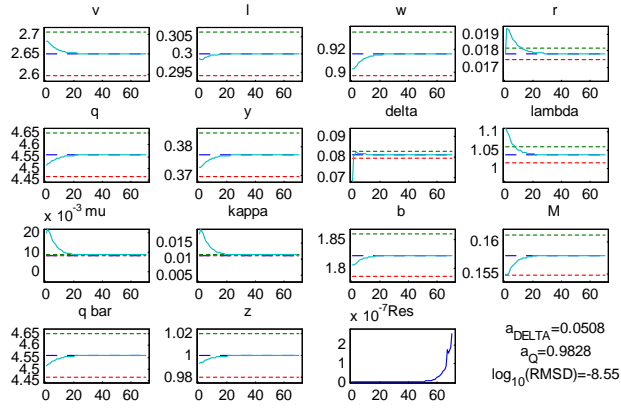 v
2.7
2.65
2.6
0 20 40 60
l
0.305
0.3
0.295
0 20 40 60
w
0.92
0.9
0 20 40 60
r
0.019
0.018
0.017
0 20 40 60
q
4.65
4.6
4.55
4.5
4.45
0 20 40 60
y
0.38
0.37
0 20 40 60
delta
0.09
0.08
0.07
0 20 40 60
lambda
1.1
1.05
1
0 20 40 60
mu
x 10⁻³
20
10
0
0 20 40 60
kappa
0.015
0.01
0.005
0 20 40 60
b
1.85
1.8
0 20 40 60
M
0.16
0.155
0 20 40 60
q bar
4.65
4.6
4.55
4.5
4.45
0 20 40 60
z
1.02
1
0.98
0 20 40 60
x 10⁻⁷Res
2
1
0
0 20 40 60
a_DELTA=0.0508
a_Q=0.9828
log₁₀(RMSD)=-8.55